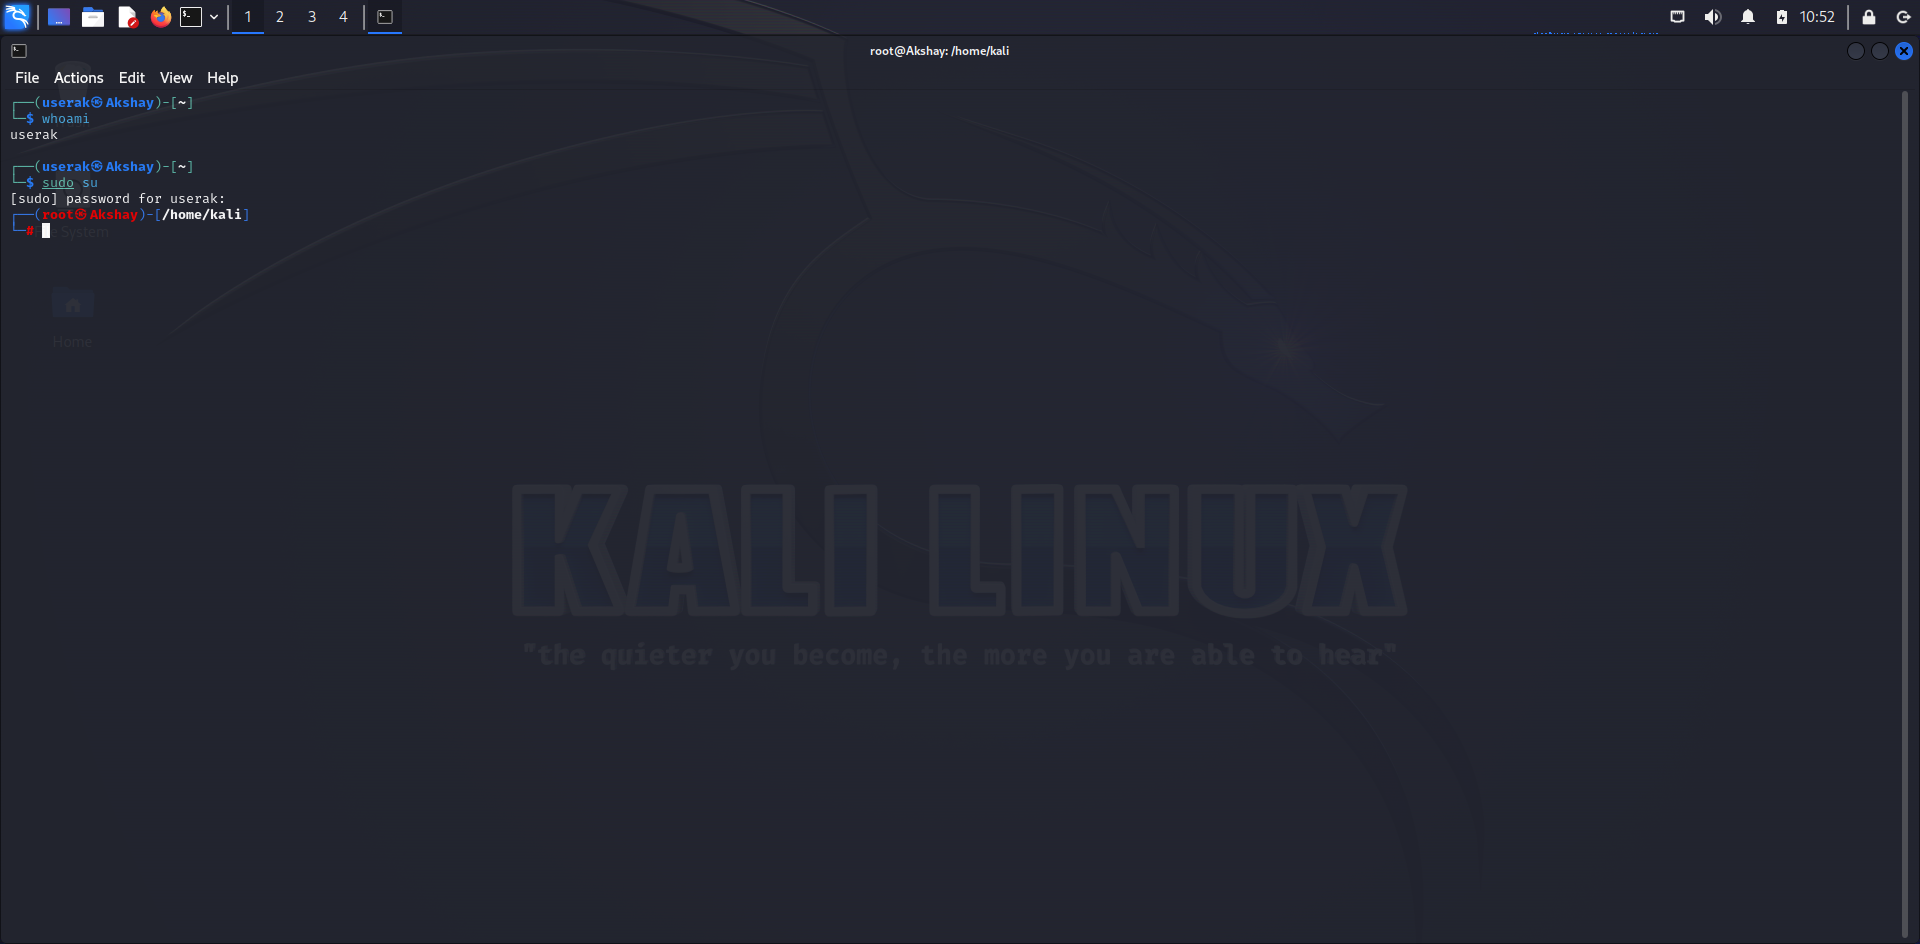 1 2 3 4 10:52
root@Akshay: /home/kali
File Actions Edit View Help
┌──(userak㉿Akshay)-[~]
└─$ whoami
userak
┌──(userak㉿Akshay)-[~]
└─$ sudo su
[sudo] password for userak:
┌──(root㉿Akshay)-[/home/kali]
└─#
System
Home
KALI LINUX
"the quieter you become, the more you are able to hear"